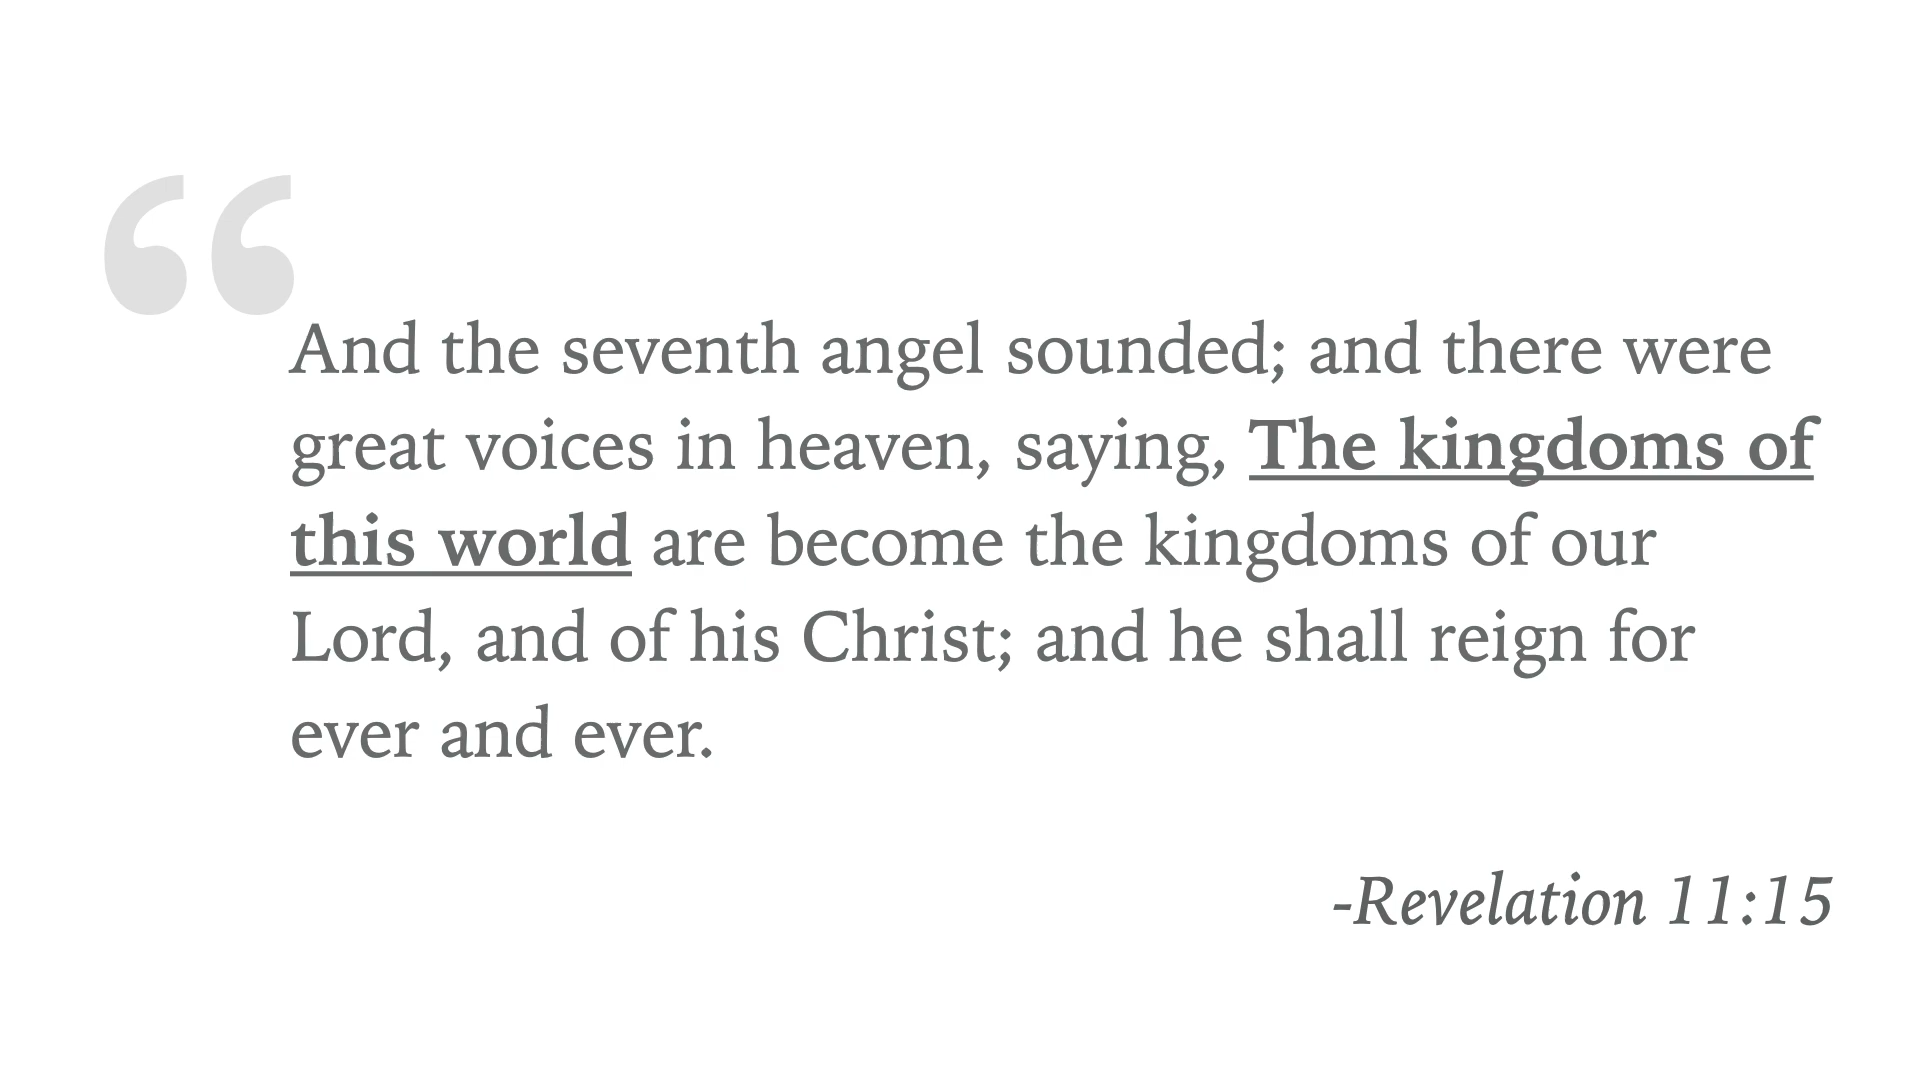 “
And the seventh angel sounded; and there were
great voices in heaven, saying, The kingdoms of
this world are become the kingdoms of our
Lord, and of his Christ; and he shall reign for
ever and ever.
-Revelation 11:15